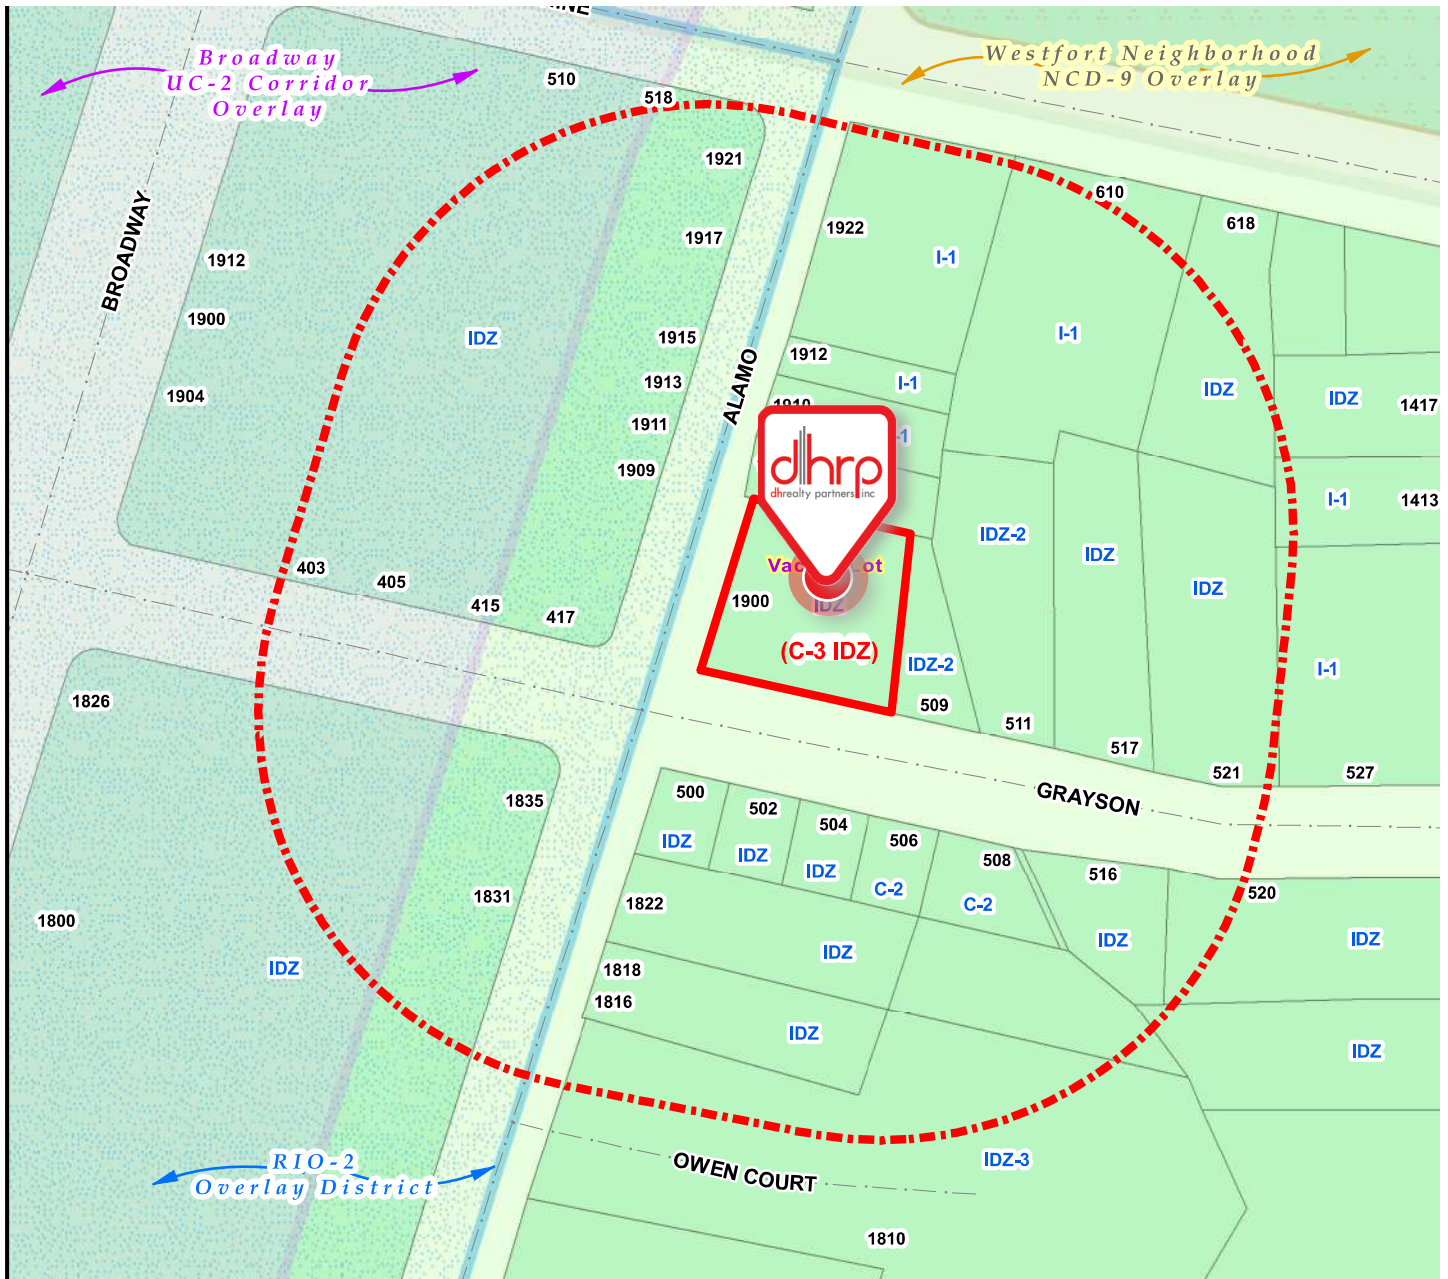 Broadway
UC-2 Corridor
Overlay
Westfort Neighborhood
NCD-9 Overlay
510
518
1921
1917
1915
1913
1911
1909
BROADWAY
1912
1900
1904
IDZ
403
405
415
417
ALAMO
1922
I-1
610
618
I-1
1912
I-1
1910
IDZ
IDZ
1417
I-1
1413
dhrp
dhrealty partners, inc
IDZ-2
IDZ
IDZ
1900
IDZ
(C-3 IDZ)
IDZ-2
509
511
517
521
527
I-1
GRAYSON
1826
1835
1831
1800
IDZ
500
502
504
506
508
516
520
IDZ
IDZ
IDZ
C-2
C-2
IDZ
IDZ
1822
IDZ
1818
1816
IDZ
IDZ
RIO-2
Overlay District
OWEN COURT
IDZ-3
1810